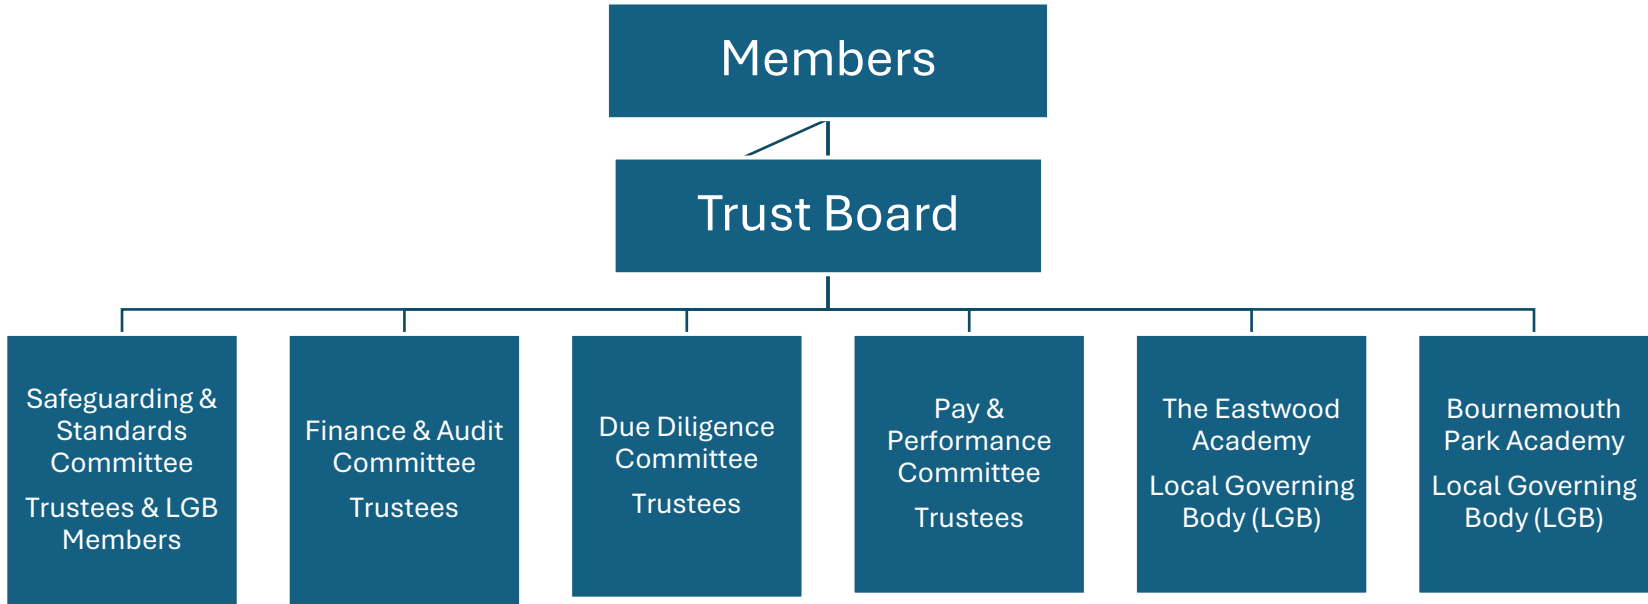 Members
Trust Board
Safeguarding &
Standards
Committee
Trustees & LGB
Members
Finance & Audit
Committee
Trustees
Due Diligence
Committee
Trustees
Pay &
Performance
Committee
Trustees
The Eastwood
Academy
Local Governing
Body (LGB)
Bournemouth
Park Academy
Local Governing
Body (LGB)